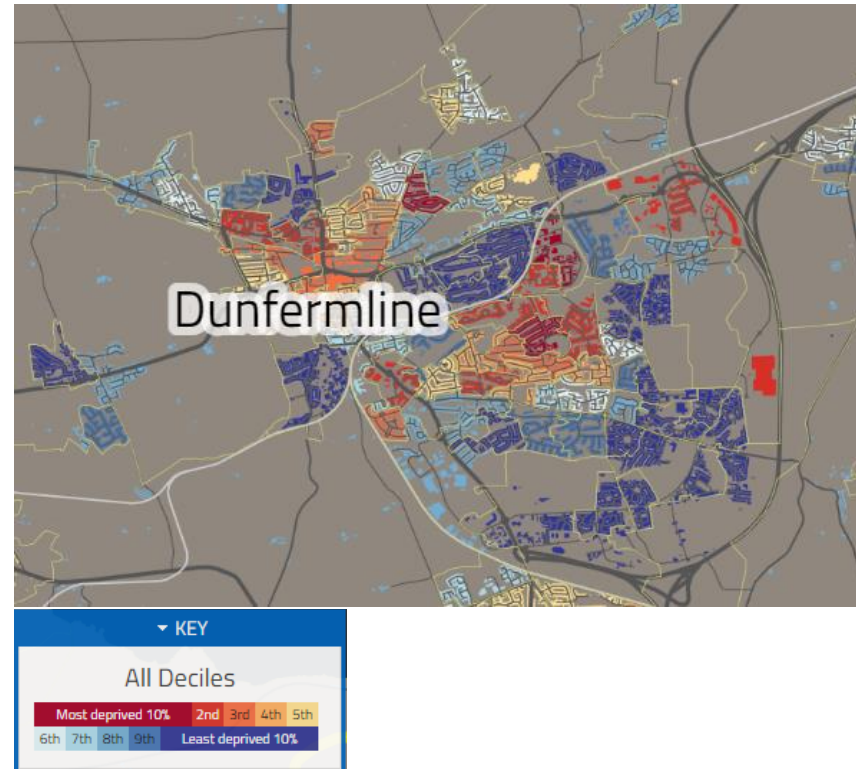 Dunfermline
KEY
All Deciles
Most deprived 10% 2nd 3rd 4th 5th
6th 7th 8th 9th Least deprived 10%